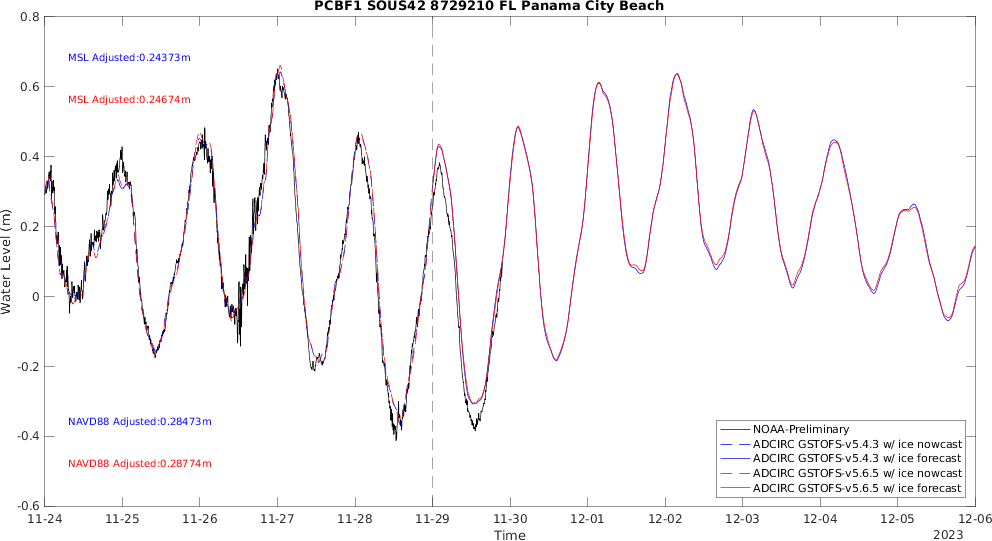 PCBF1 SOUS42 8729210 FL Panama City Beach
0.8
0.6
0.4
0.2
0
-0.2
-0.4
-0.6
Water Level (m)
MSL Adjusted:0.24373m
MSL Adjusted:0.24674m
NAVD88 Adjusted:0.28473m
NAVD88 Adjusted:0.28774m
NOAA-Preliminary
ADCIRC GSTOFS-v5.4.3 w/ ice nowcast
ADCIRC GSTOFS-v5.4.3 w/ ice forecast
ADCIRC GSTOFS-v5.6.5 w/ ice nowcast
ADCIRC GSTOFS-v5.6.5 w/ ice forecast
11-24 11-25 11-26 11-27 11-28 11-29 11-30 12-01 12-02 12-03 12-04 12-05 12-06
Time
2023